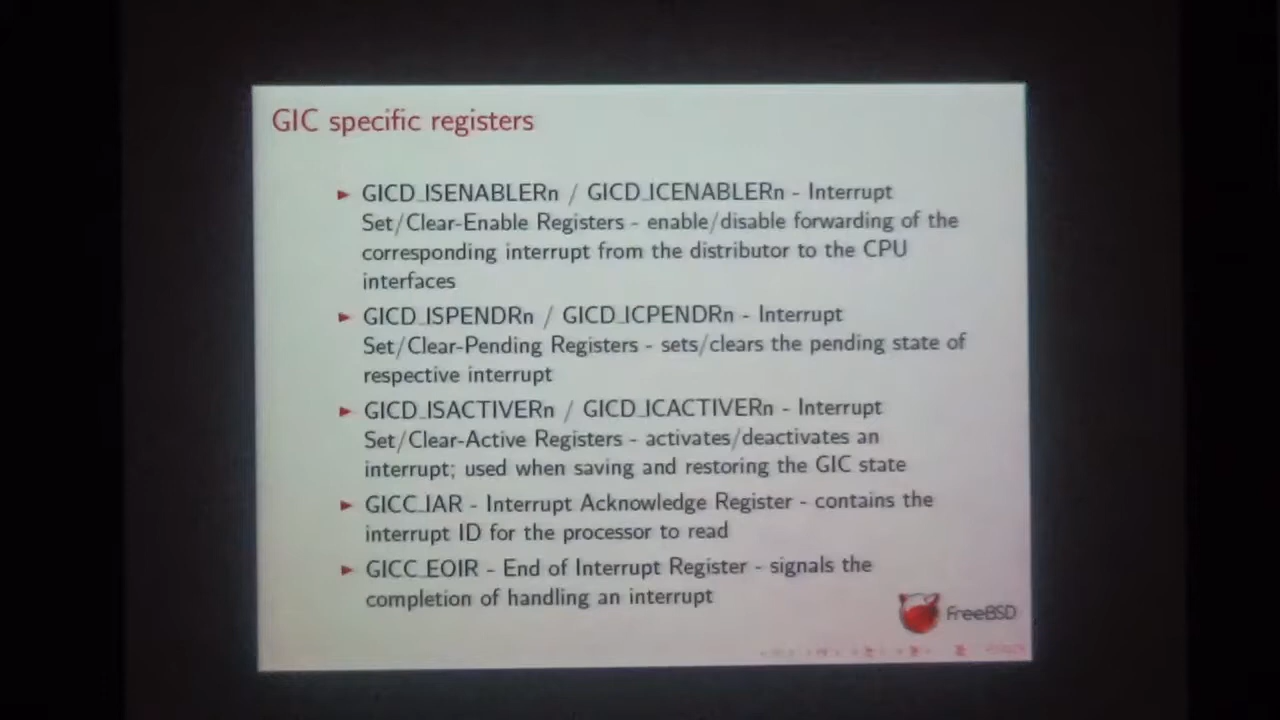 GIC specific registers
GICD_ISENABLERn / GICD_ICENABLERn - Interrupt
Set/Clear-Enable Registers - enable/disable forwarding of the
corresponding interrupt from the distributor to the CPU
interfaces
GICD_ISPENDRn / GICD_ICPENDRn - Interrupt
Set/Clear-Pending Registers - sets/clears the pending state of
respective interrupt
GICD_ISACTIVERn / GICD_ICACTIVERn - Interrupt
Set/Clear-Active Registers - activates/deactivates an
interrupt; used when saving and restoring the GIC state
GICC_IAR - Interrupt Acknowledge Register - contains the
interrupt ID for the processor to read
GICC_EOIR - End of Interrupt Register - signals the
completion of handling an interrupt
FreeBSD